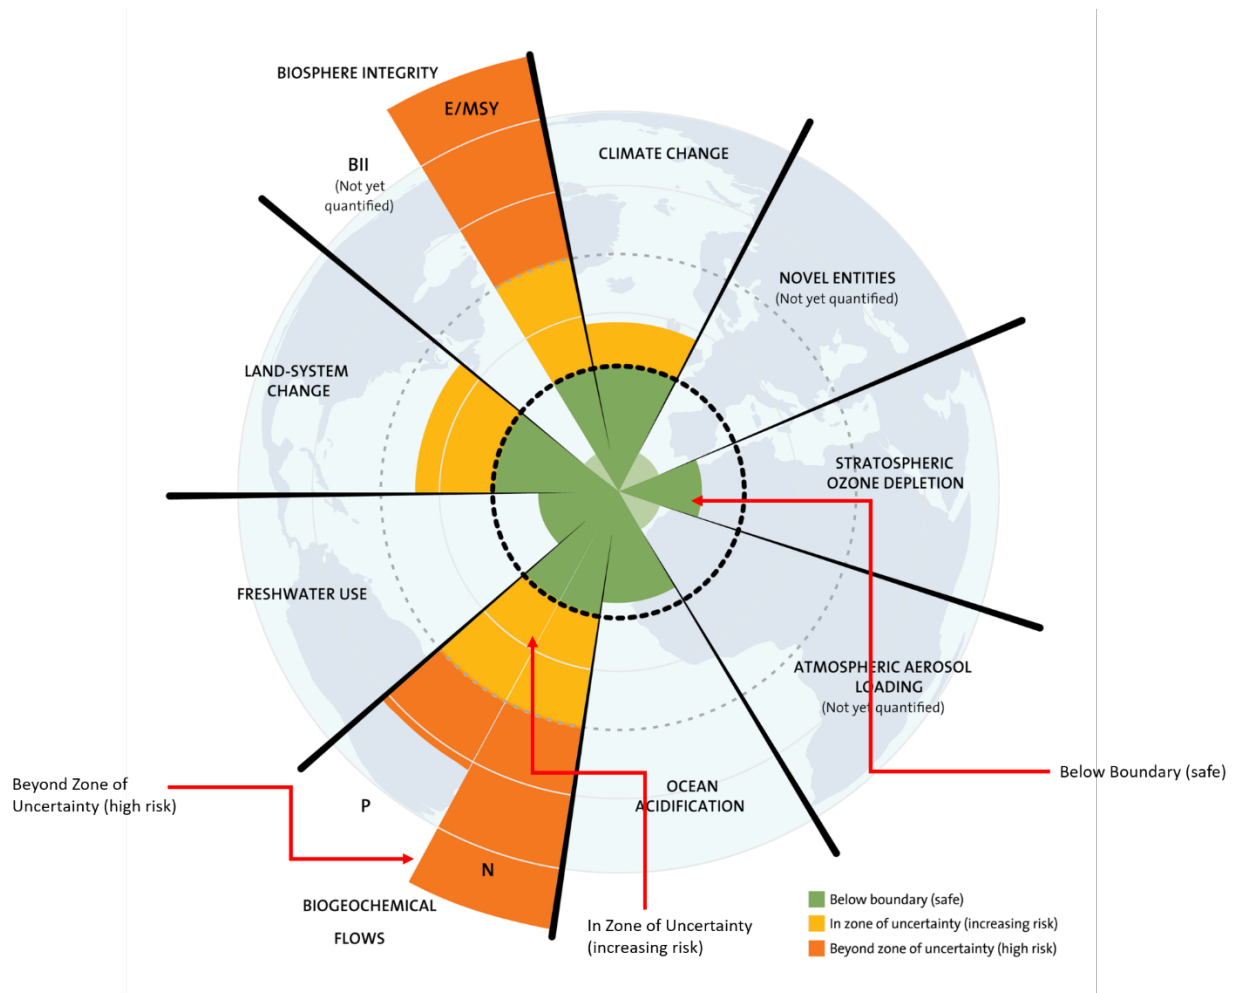 BIOSPHERE INTEGRITY
E/MSY
CLIMATE CHANGE
BII
(Not yet
quantified)
NOVEL ENTITIES
(Not yet quantified)
LAND-SYSTEM
CHANGE
STRATOSPHERIC
OZONE DEPLETION
FRESHWATER USE
ATMOSPHERIC AEROSOL
LOADING
(Not yet quantified)
Below Boundary (safe)
Beyond Zone of
Uncertainty (high risk)
P
OCEAN
ACIDIFICATION
N
BIOGEOCHEMICAL
FLOWS
In Zone of Uncertainty
(increasing risk)
Below boundary (safe)
In zone of uncertainty (increasing risk)
Beyond zone of uncertainty (high risk)